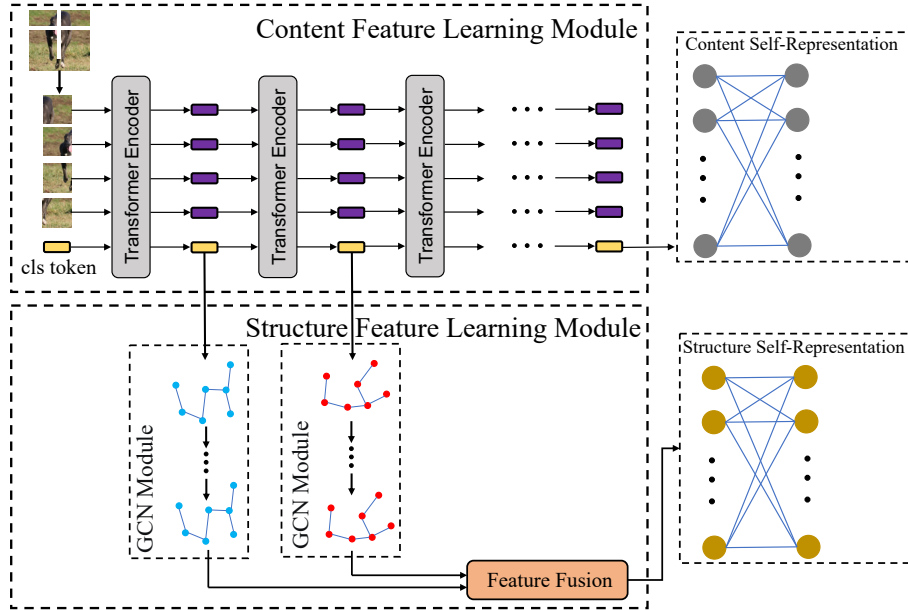 Content Feature Learning Module
Content Self-Representation
Transformer Encoder
Transformer Encoder
Transformer Encoder
cls token
Structure Feature Learning Module
Structure Self-Representation
GCN Module
GCN Module
Feature Fusion